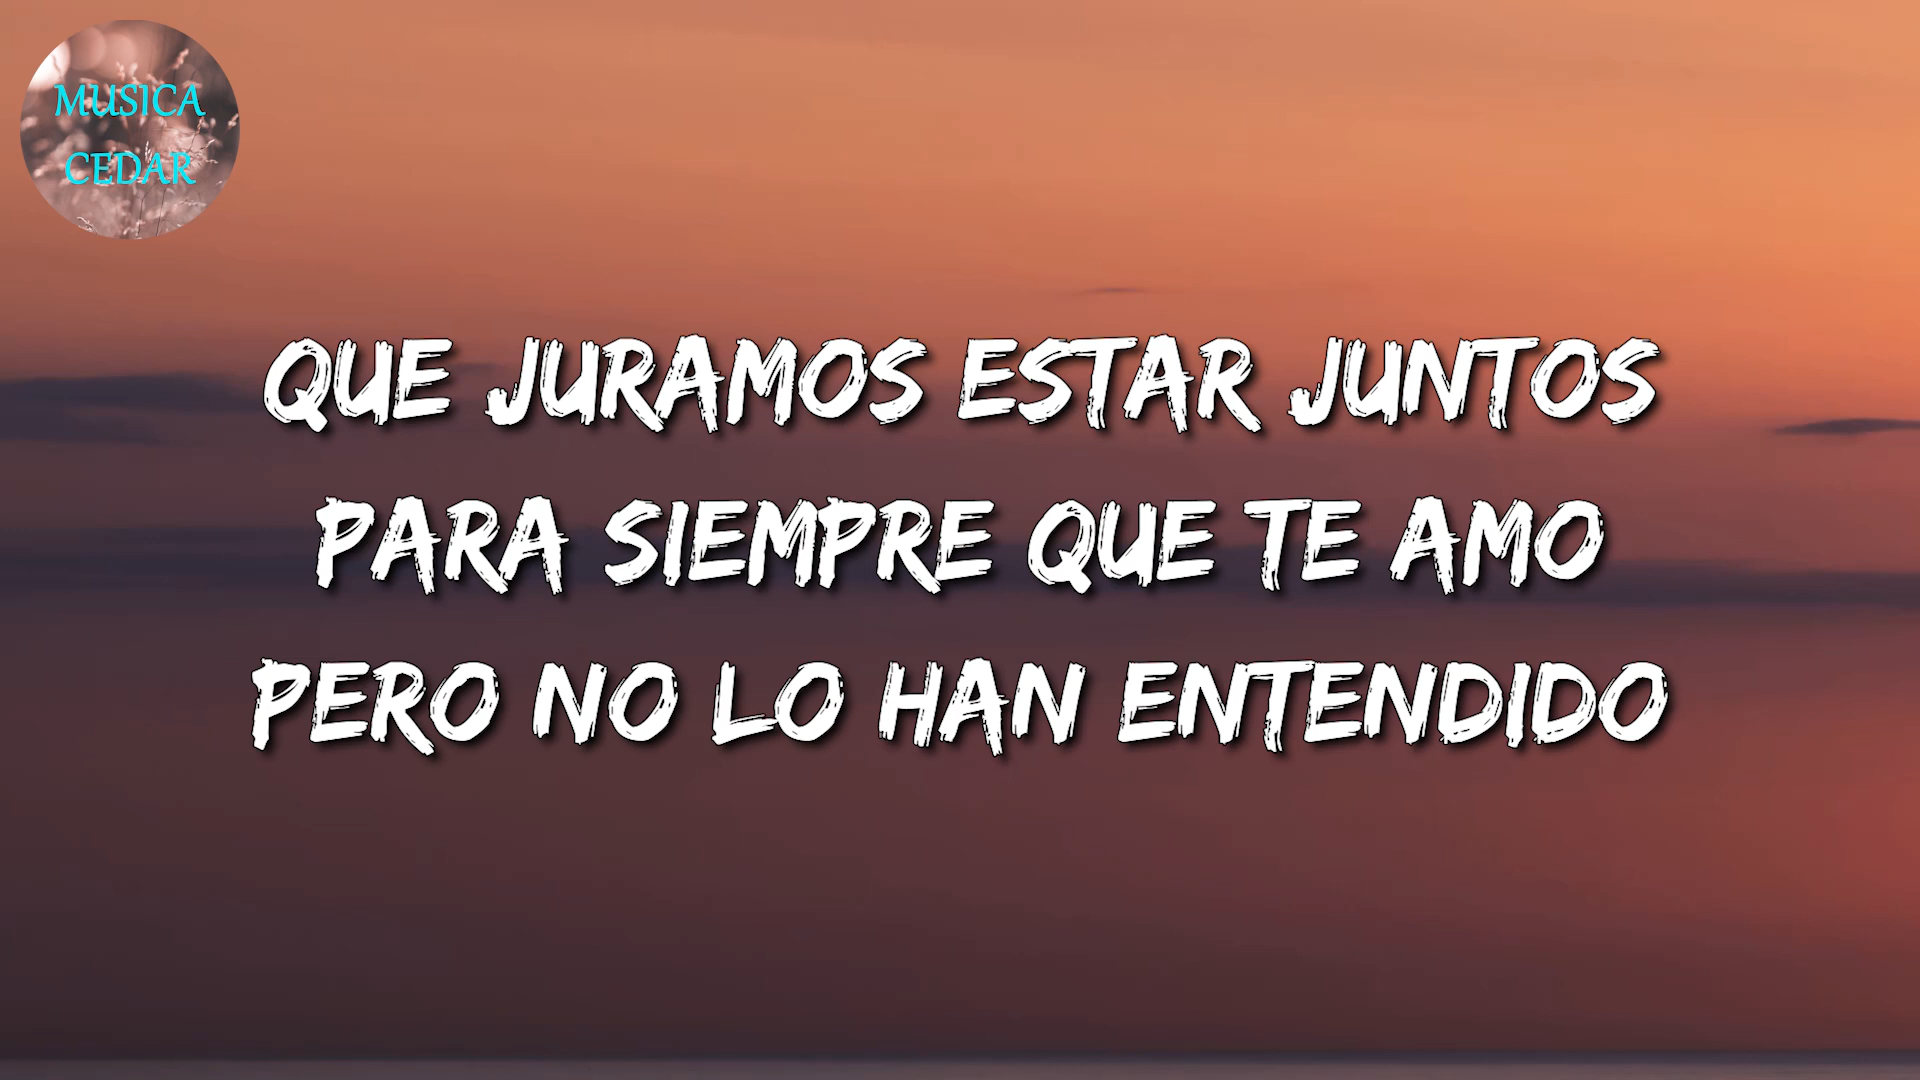 MUSICA
CEDAR
QUE JURAMOS ESTAR JUNTOS
PARA SIEMPRE QUE TE AMO
PERO NO LO HAN ENTENDIDO